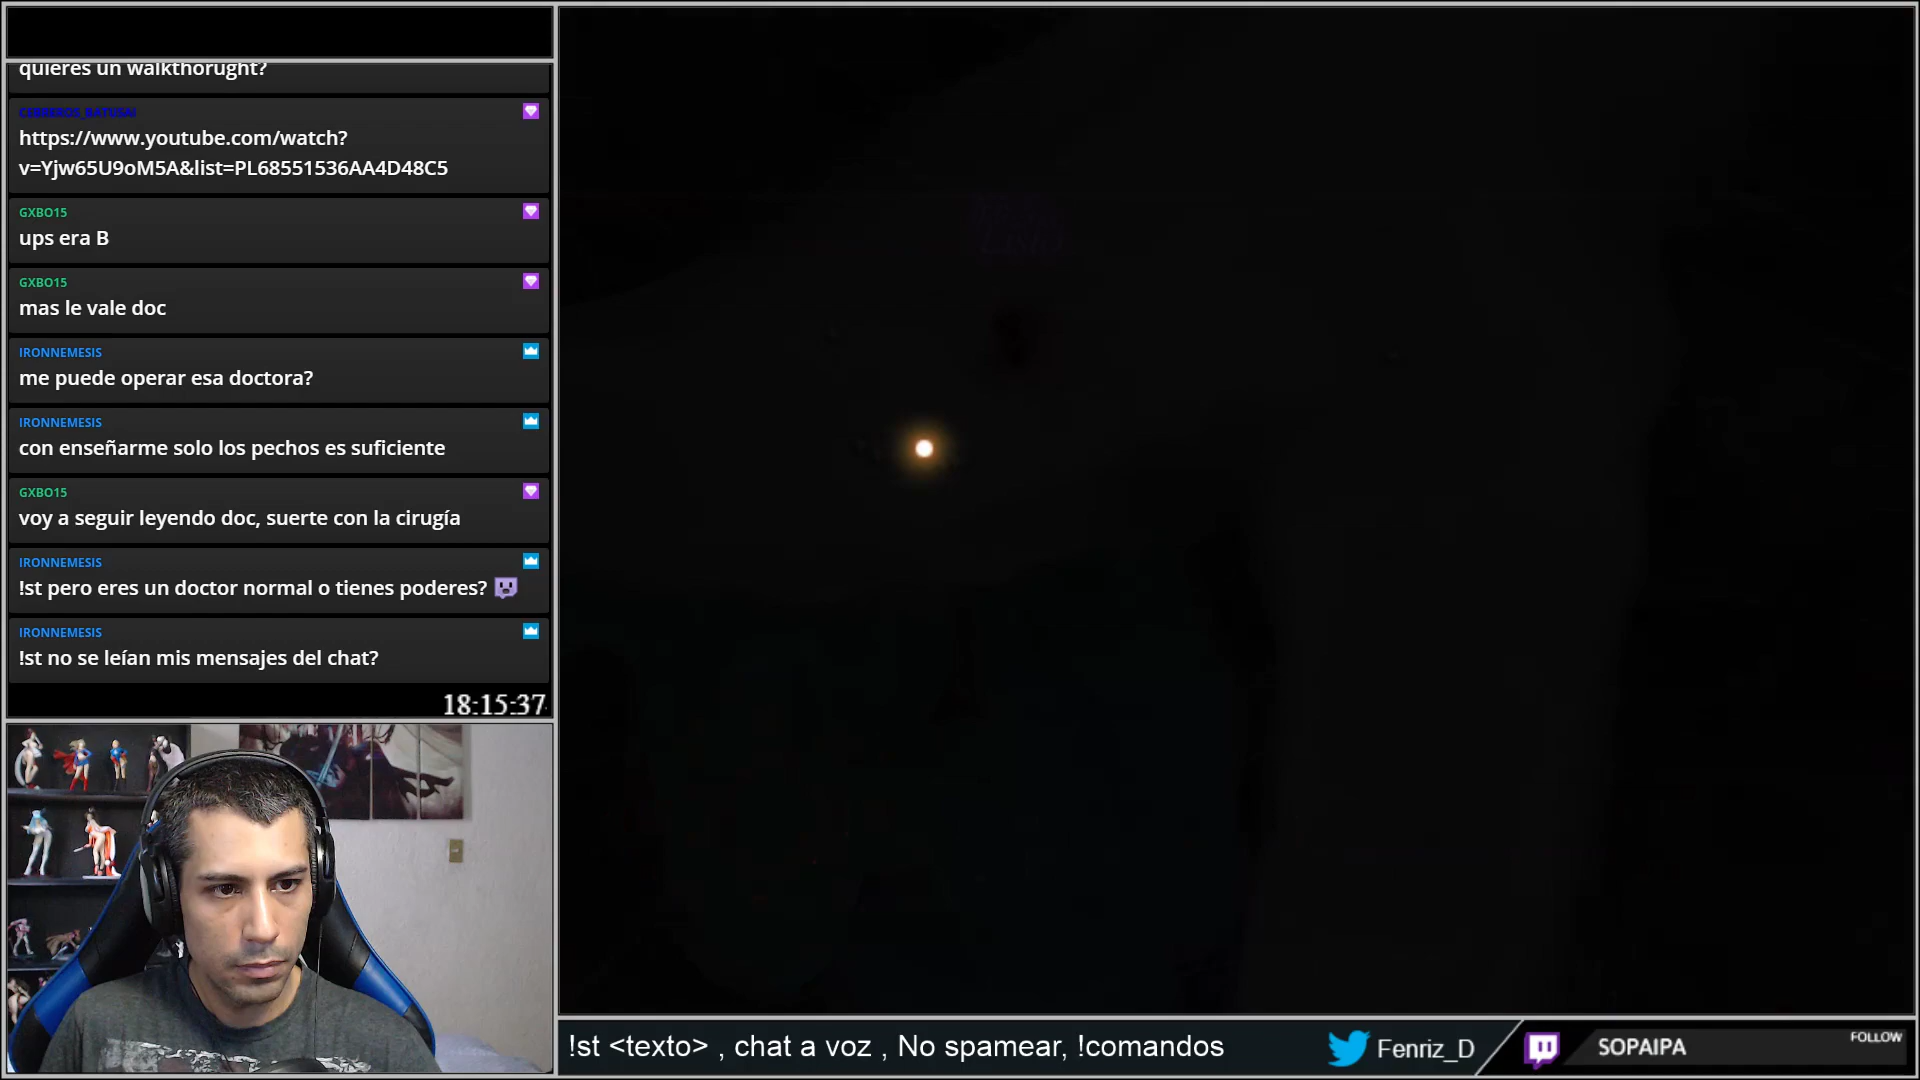 quieres un walkthorught?
CEBREROS_BATUSAI
https://www.youtube.com/watch?
v=Yjw65U9oM5A&list=PL68551536AA4D48C5
GXBO15
ups era B
GXBO15
mas le vale doc
IRONNEMESIS
me puede operar esa doctora?
IRONNEMESIS
con enseñarme solo los pechos es suficiente
GXBO15
voy a seguir leyendo doc, suerte con la cirugía
IRONNEMESIS
!st pero eres un doctor normal o tienes poderes?
IRONNEMESIS
!st no se leían mis mensajes del chat?
18:15:37
Listo
!st <texto> , chat a voz , No spamear, !comandos
Fenriz_D
SOPAIPA
FOLLOW